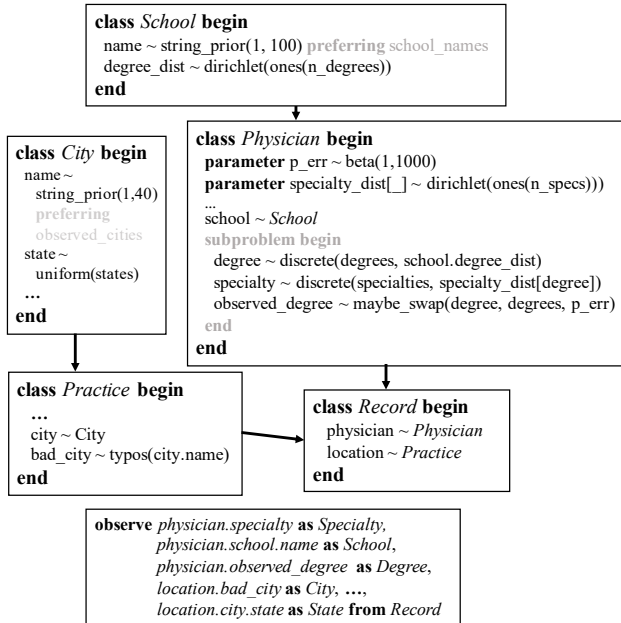 class School begin
name ~ string_prior(1, 100) preferring school_names
degree_dist ~ dirichlet(ones(n_degrees))
end
class City begin
name ~
string_prior(1,40)
preferring
observed_cities
state ~
uniform(states)
...
end
class Physician begin
parameter p_err ~ beta(1,1000)
parameter specialty_dist[_] ~ dirichlet(ones(n_specs)))
...
school ~ School
subproblem begin
degree ~ discrete(degrees, school.degree_dist)
specialty ~ discrete(specialties, specialty_dist[degree])
observed_degree ~ maybe_swap(degree, degrees, p_err)
end
end
class Practice begin
...
city ~ City
bad_city ~ typos(city.name)
end
class Record begin
physician ~ Physician
location ~ Practice
end
observe physician.specialty as Specialty,
physician.school.name as School,
physician.observed_degree as Degree,
location.bad_city as City, ...,
location.city.state as State from Record